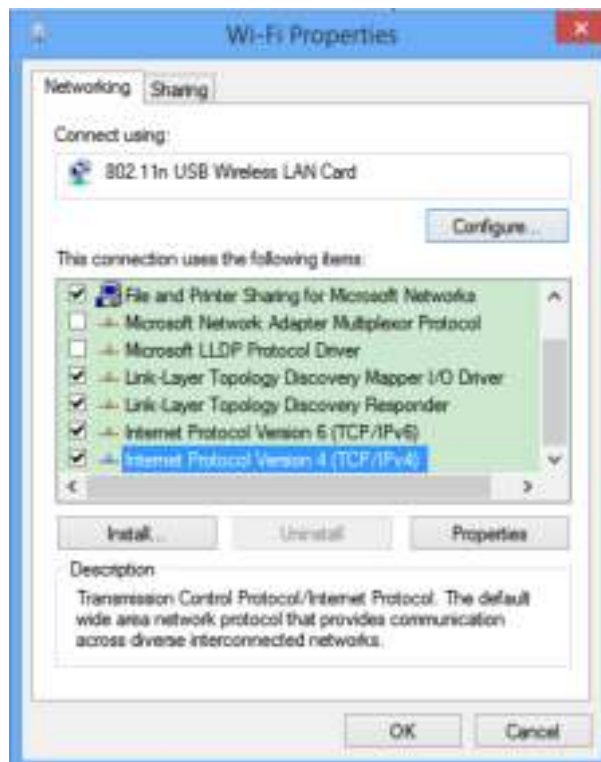 Wi-Fi Properties
Networking
Sharing
Connect using:
802.11n USB Wireless LAN Card
Configure...
This connection uses the following items:
File and Printer Sharing for Microsoft Networks
Microsoft Network Adapter Multiplexor Protocol
Microsoft LLDP Protocol Driver
Link-Layer Topology Discovery Mapper I/O Driver
Link-Layer Topology Discovery Responder
Internet Protocol Version 6 (TCP/IPv6)
Internet Protocol Version 4 (TCP/IPv4)
Install...
Uninstall
Properties
Description
Transmission Control Protocol/Internet Protocol. The default
wide area network protocol that provides communication
across diverse interconnected networks.
OK
Cancel